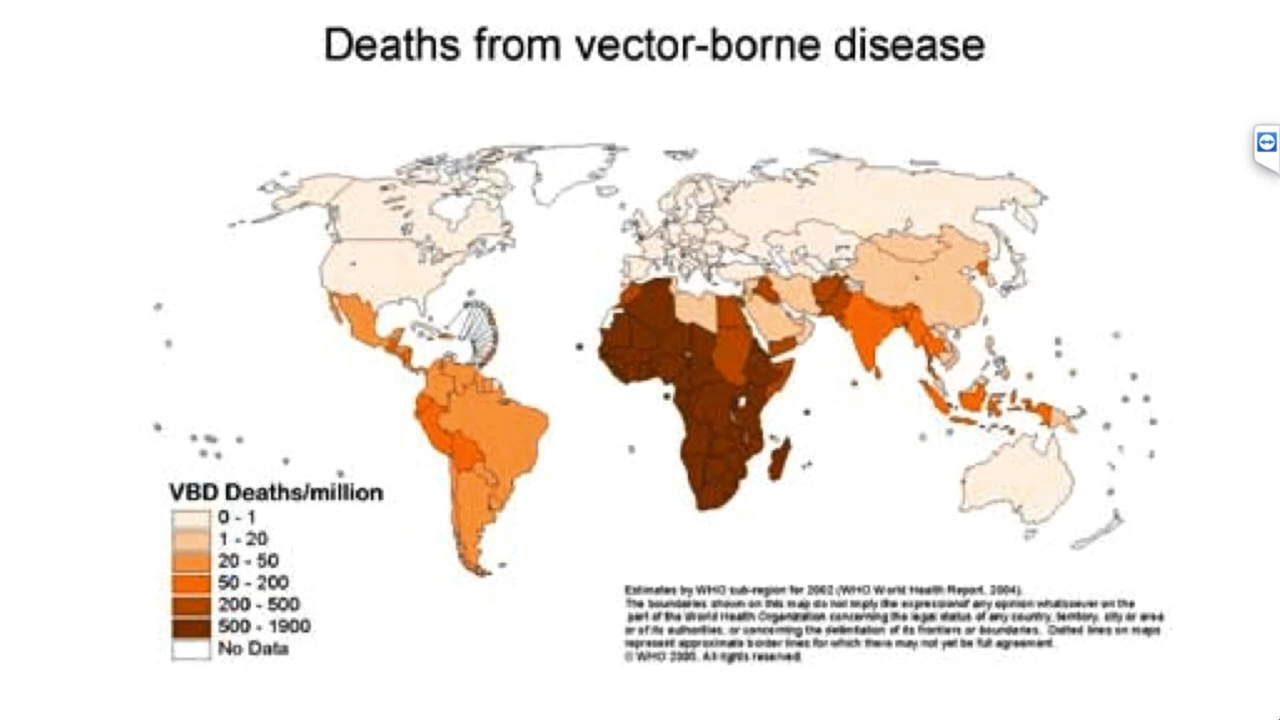 Deaths from vector-borne disease
VBD Deaths/million
0 - 1
1 - 20
20 - 50
50 - 200
200 - 500
500 - 1900
No Data
Estimates by WHO sub-region for 2002 (WHO World Health Report, 2004).
The boundaries shown on this map do not imply the expression of any opinion whatsoever on the
part of the World Health Organization concerning the legal status of any country, territory, city or area
or of its authorities, or concerning the delimitation of its frontiers or boundaries. Dotted lines on maps
represent approximate border lines for which there may not yet be full agreement.
© WHO 2005. All rights reserved.